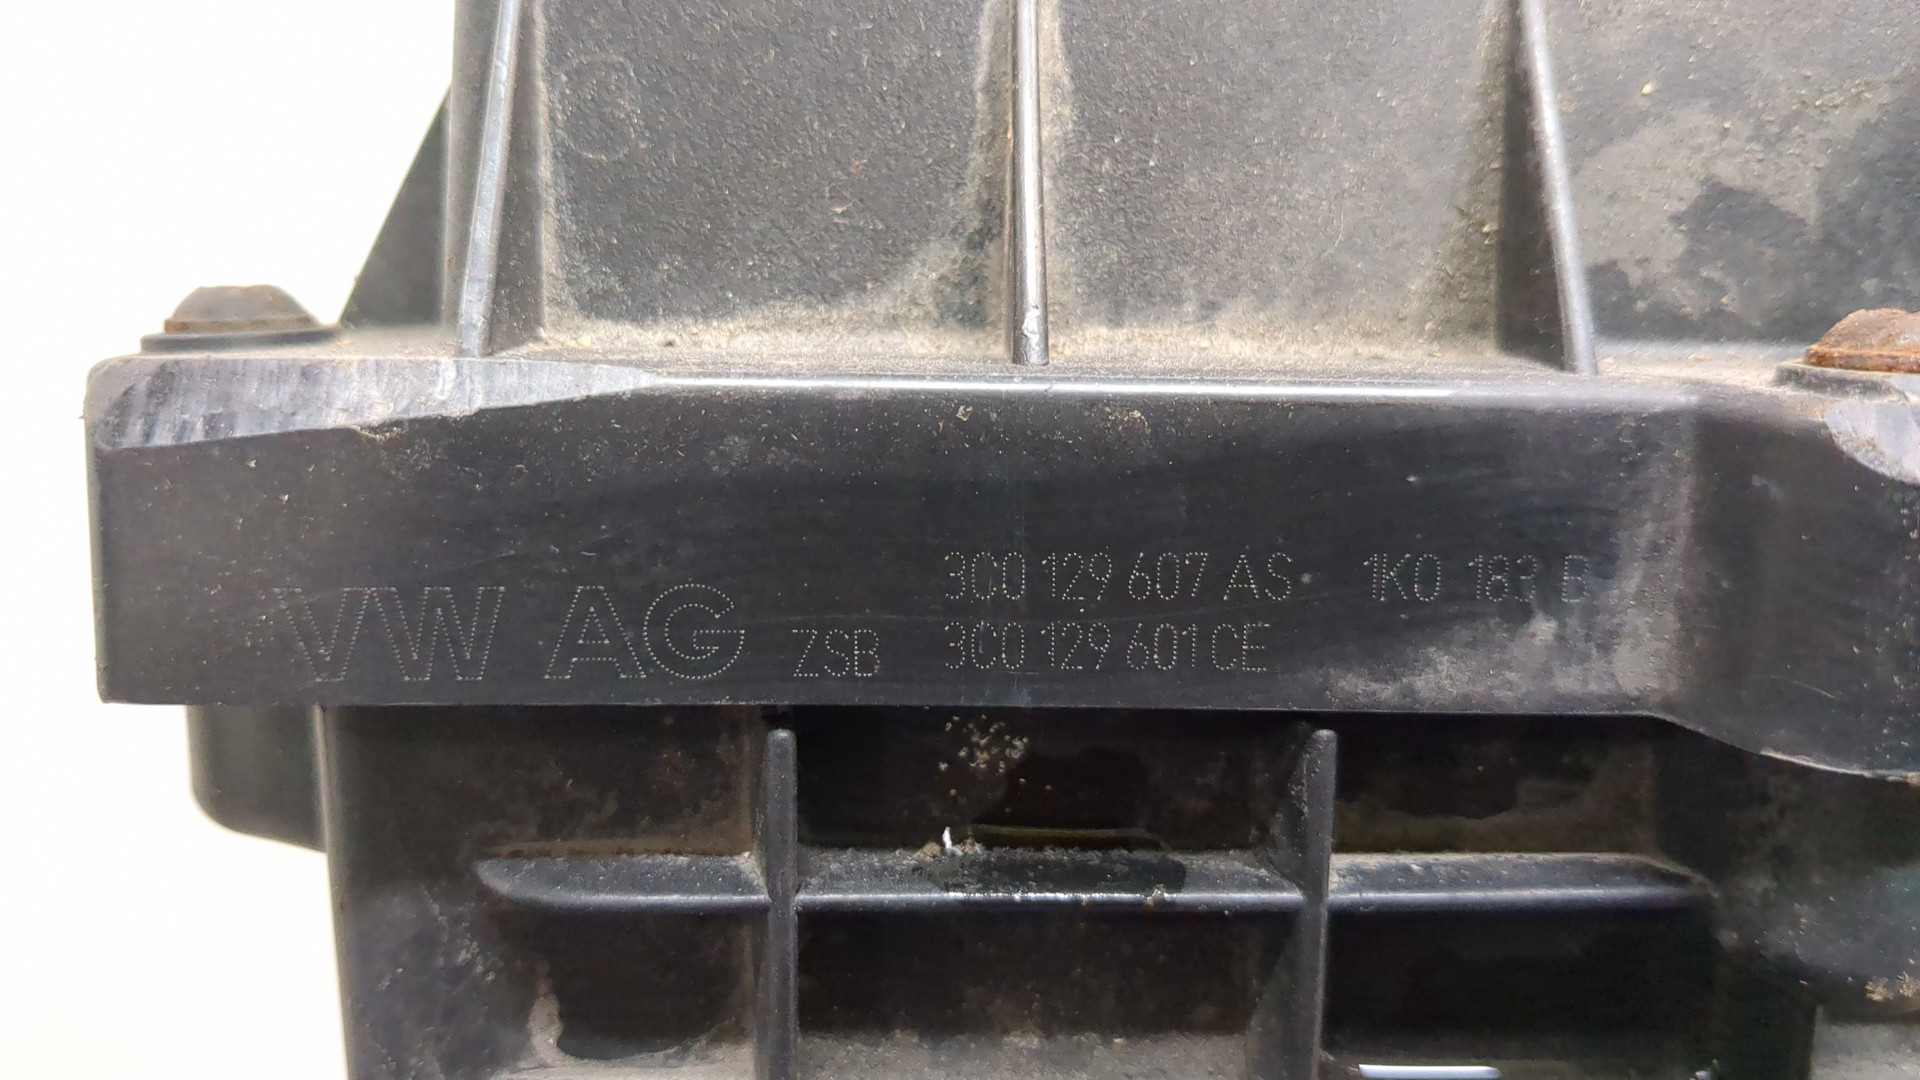 3C0 129 607 AS 1K0 183 B
VW AG ZSB 3C0 129 601 CE